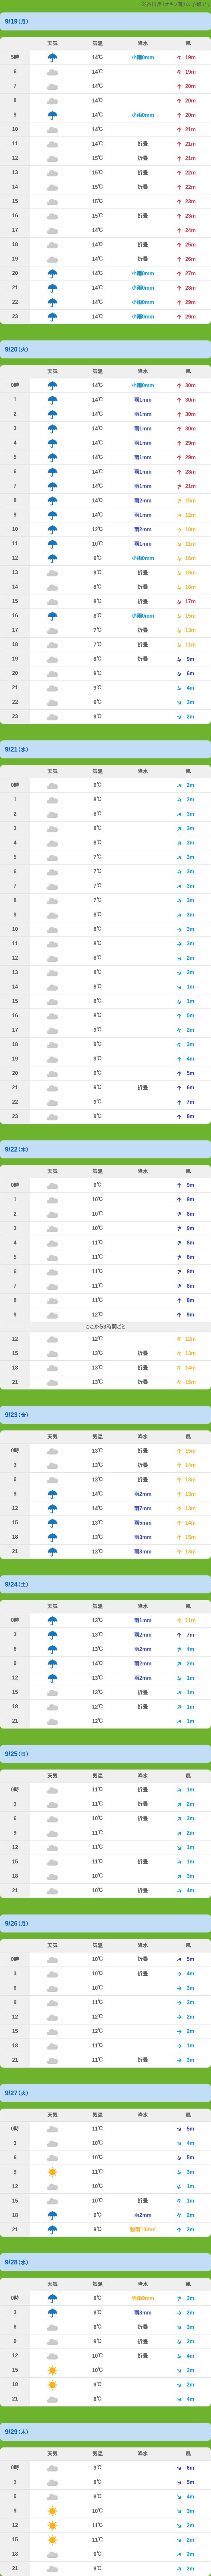 9/19(月)
天気 気温 降水 風
5時 14℃ 小雨0mm 19m
6 14℃ 19m
7 14℃ 20m
8 14℃ 20m
9 14℃ 小雨0mm 20m
10 14℃ 21m
11 14℃ 折畳 21m
12 15℃ 折畳 21m
13 15℃ 折畳 22m
14 15℃ 折畳 22m
15 15℃ 23m
16 15℃ 折畳 23m
17 14℃ 24m
18 14℃ 折畳 25m
19 14℃ 折畳 26m
20 14℃ 小雨0mm 27m
21 14℃ 小雨0mm 28m
22 14℃ 小雨0mm 29m
23 14℃ 小雨0mm 29m
9/20(火)
天気 気温 降水 風
0時 14℃ 小雨0mm 30m
1 14℃ 雨1mm 30m
2 14℃ 雨1mm 30m
3 14℃ 雨1mm 30m
4 14℃ 雨1mm 29m
5 14℃ 雨1mm 29m
6 14℃ 雨1mm 28m
7 14℃ 雨1mm 21m
8 14℃ 雨2mm 15m
9 14℃ 雨1mm 12m
10 12℃ 雨2mm 10m
11 10℃ 雨1mm 11m
12 9℃ 小雨0mm 16m
13 9℃ 折畳 16m
14 8℃ 折畳 16m
15 8℃ 折畳 17m
16 8℃ 小雨0mm 15m
17 7℃ 折畳 13m
18 7℃ 折畳 11m
19 8℃ 折畳 9m
20 9℃ 6m
21 9℃ 4m
22 9℃ 3m
23 9℃ 2m
9/21(水)
天気 気温 降水 風
0時 9℃ 2m
1 8℃ 2m
2 8℃ 3m
3 8℃ 3m
4 8℃ 3m
5 7℃ 3m
6 7℃ 3m
7 7℃ 3m
8 7℃ 3m
9 8℃ 3m
10 8℃ 3m
11 8℃ 3m
12 8℃ 2m
13 8℃ 2m
14 8℃ 1m
15 8℃ 1m
16 8℃ 0m
17 9℃ 2m
18 9℃ 3m
19 9℃ 4m
20 9℃ 5m
21 9℃ 折畳 6m
22 9℃ 7m
23 9℃ 8m
9/22(木)
天気 気温 降水 風
0時 9℃ 9m
1 10℃ 8m
2 10℃ 8m
3 10℃ 9m
4 11℃ 8m
5 11℃ 8m
6 11℃ 8m
7 11℃ 8m
8 11℃ 8m
9 12℃ 9m
ここから3時間ごと
12 12℃ 12m
15 13℃ 折畳 13m
18 13℃ 折畳 14m
21 13℃ 折畳 15m
9/23(金)
天気 気温 降水 風
0時 13℃ 折畳 15m
3 13℃ 折畳 14m
6 13℃ 折畳 13m
9 14℃ 雨2mm 13m
12 14℃ 雨7mm 13m
15 13℃ 雨5mm 14m
18 13℃ 雨3mm 16m
21 13℃ 雨3mm 15m
9/24(土)
天気 気温 降水 風
0時 13℃ 雨1mm 11m
3 13℃ 雨2mm 7m
6 13℃ 雨2mm 4m
9 14℃ 雨2mm 2m
12 13℃ 雨2mm 1m
15 13℃ 折畳 1m
18 12℃ 折畳 1m
21 12℃ 1m
9/25(日)
天気 気温 降水 風
0時 11℃ 折畳 1m
3 11℃ 折畳 2m
6 10℃ 折畳 3m
9 11℃ 2m
12 11℃ 1m
15 11℃ 折畳 1m
18 10℃ 3m
21 10℃ 折畳 4m
9/26(月)
天気 気温 降水 風
0時 10℃ 折畳 5m
3 10℃ 折畳 4m
6 10℃ 3m
9 11℃ 3m
12 12℃ 2m
15 12℃ 2m
18 11℃ 1m
21 11℃ 折畳 3m
9/27(火)
天気 気温 降水 風
0時 11℃ 5m
3 10℃ 4m
6 10℃ 5m
9 11℃ 3m
12 10℃ 1m
15 10℃ 折畳 1m
18 9℃ 雨2mm 2m
21 9℃ 強雨10mm 3m
9/28(水)
天気 気温 降水 風
0時 8℃ 3m
3 8℃ 雨3mm 2m
6 8℃ 折畳 3m
9 9℃ 折畳 3m
12 10℃ 折畳 4m
15 10℃ 3m
18 9℃ 2m
21 8℃ 4m
9/29(木)
天気 気温 降水 風
0時 9℃ 6m
3 8℃ 5m
6 8℃ 4m
9 10℃ 3m
12 11℃ 2m
15 11℃ 2m
18 8℃ 2m
21 9℃ 2m